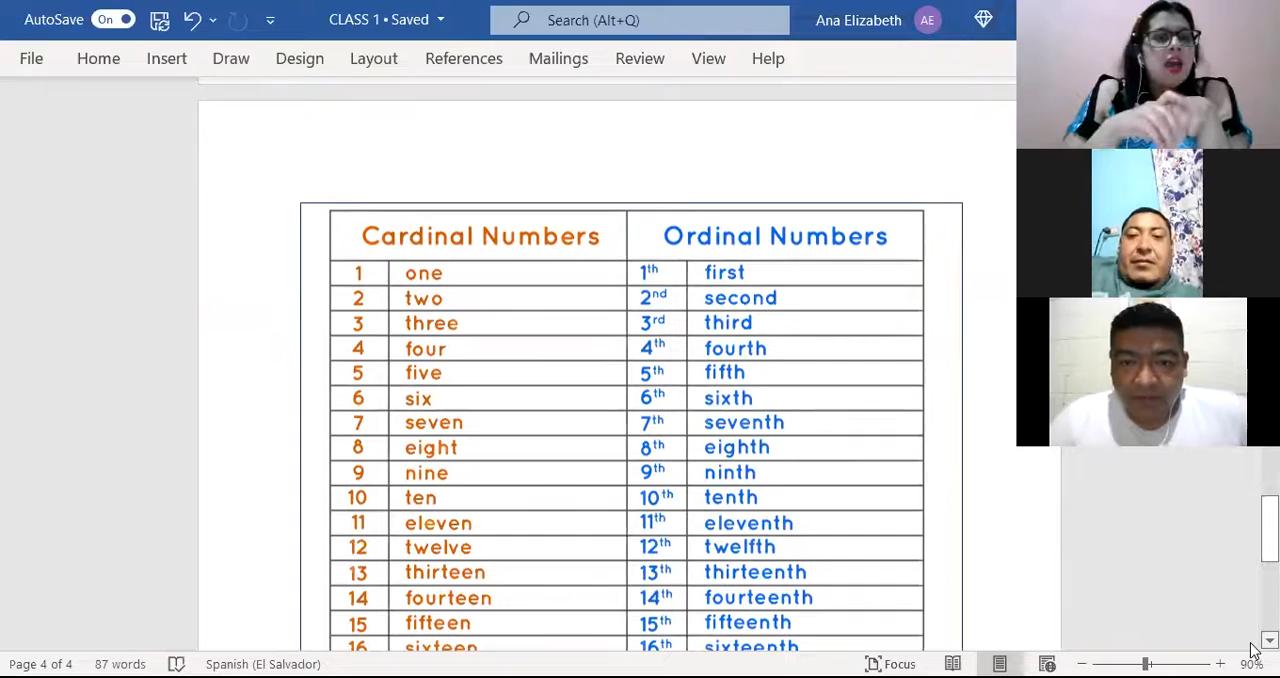 AutoSave On CLASS 1 • Saved Search (Alt+Q) Ana Elizabeth AE
File Home Insert Draw Design Layout References Mailings Review View Help
Cardinal Numbers Ordinal Numbers
1 one 1th first
2 two 2nd second
3 three 3rd third
4 four 4th fourth
5 five 5th fifth
6 six 6th sixth
7 seven 7th seventh
8 eight 8th eighth
9 nine 9th ninth
10 ten 10th tenth
11 eleven 11th eleventh
12 twelve 12th twelfth
13 thirteen 13th thirteenth
14 fourteen 14th fourteenth
15 fifteen 15th fifteenth
16 sixteen 16th sixteenth
Page 4 of 4 87 words Spanish (El Salvador) Focus 90%